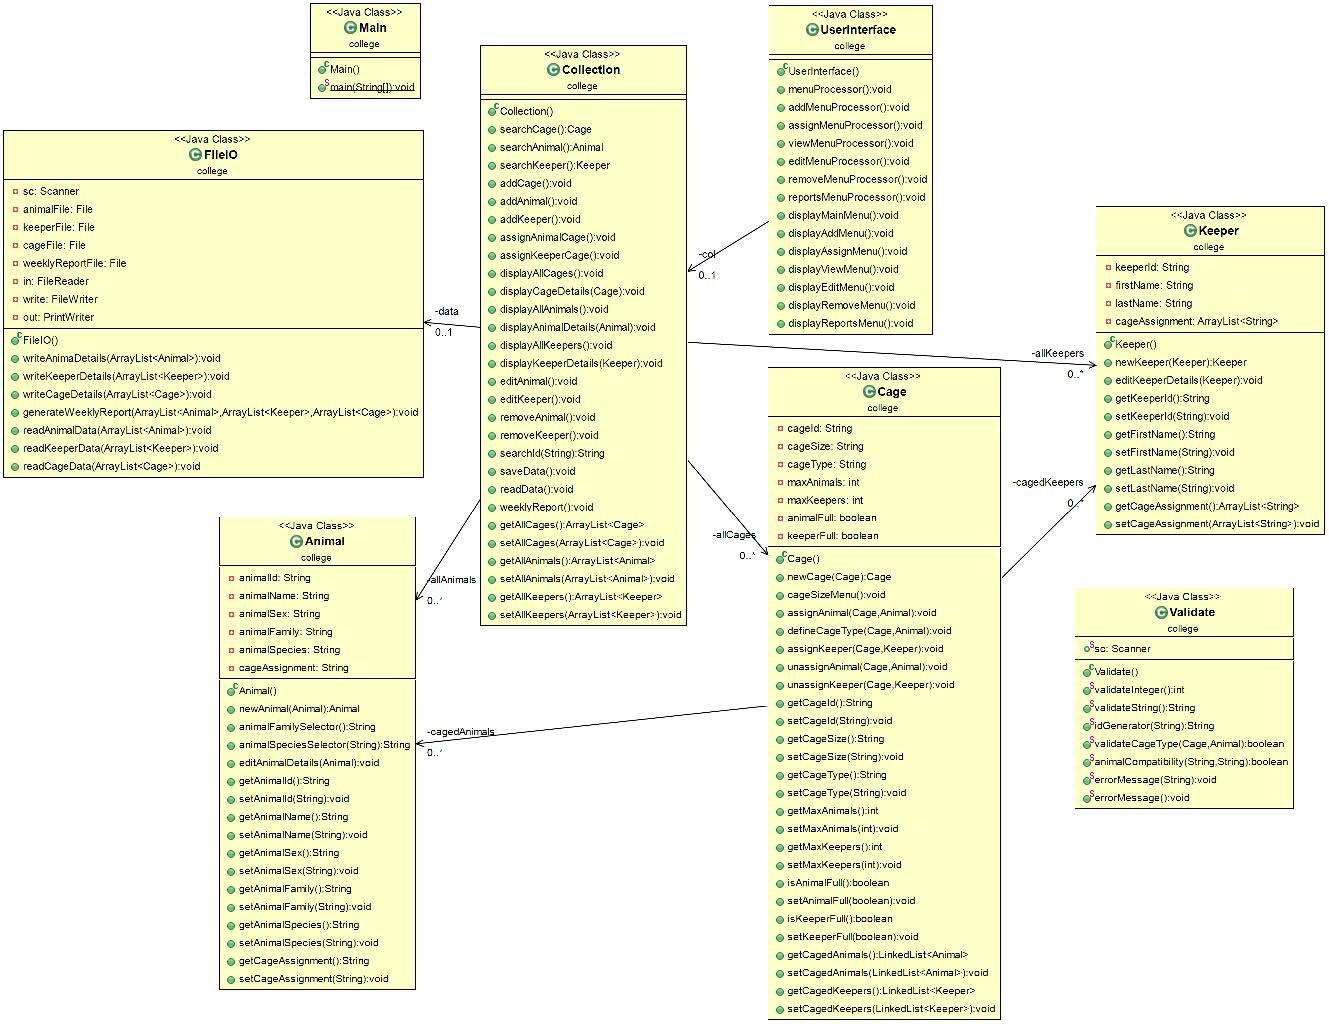 <<Java Class>>
Main
college
Main()
main(String[]):void
<<Java Class>>
FileIO
college
sc: Scanner
animalFile: File
keeperFile: File
cageFile: File
weeklyReportFile: File
in: FileReader
write: FileWriter
out: PrintWriter
FileIO()
writeAnimaDetails(ArrayList<Animal>):void
writeKeeperDetails(ArrayList<Keeper>):void
writeCageDetails(ArrayList<Cage>):void
generateWeeklyReport(ArrayList<Animal>,ArrayList<Keeper>,ArrayList<Cage>):void
readAnimalData(ArrayList<Animal>):void
readKeeperData(ArrayList<Keeper>):void
readCageData(ArrayList<Cage>):void
<<Java Class>>
Collection
college
Collection()
searchCage():Cage
searchAnimal():Animal
searchKeeper():Keeper
addCage():void
addAnimal():void
addKeeper():void
assignAnimalCage():void
assignKeeperCage():void
displayAllCages():void
displayCageDetails(Cage):void
displayAllAnimals():void
displayAnimalDetails(Animal):void
displayAllKeepers():void
displayKeeperDetails(Keeper):void
editAnimal():void
editKeeper():void
removeAnimal():void
removeKeeper():void
searchId(String):String
saveData():void
readData():void
weeklyReport():void
getAllCages():ArrayList<Cage>
setAllCages(ArrayList<Cage>):void
getAllAnimals():ArrayList<Animal>
setAllAnimals(ArrayList<Animal>):void
getAllKeepers():ArrayList<Keeper>
setAllKeepers(ArrayList<Keeper>):void
<<Java Class>>
UserInterface
college
UserInterface()
menuProcessor():void
addMenuProcessor():void
assignMenuProcessor():void
viewMenuProcessor():void
editMenuProcessor():void
removeMenuProcessor():void
reportsMenuProcessor():void
displayMainMenu():void
displayAddMenu():void
displayAssignMenu():void
displayViewMenu():void
displayEditMenu():void
displayRemoveMenu():void
displayReportsMenu():void
-col
0..1
-data
0..1
-allKeepers
0..*
-allCages
0..*
-allAnimals
0..*
-cagedKeepers
0..*
-cagedAnimals
0..*
<<Java Class>>
Keeper
college
keeperId: String
firstName: String
lastName: String
cageAssignment: ArrayList<String>
Keeper()
newKeeper(Keeper):Keeper
editKeeperDetails(Keeper):void
getKeeperId():String
setKeeperId(String):void
getFirstName():String
setFirstName(String):void
getLastName():String
setLastName(String):void
getCageAssignment():ArrayList<String>
setCageAssignment(ArrayList<String>):void
<<Java Class>>
Animal
college
animalId: String
animalName: String
animalSex: String
animalFamily: String
animalSpecies: String
cageAssignment: String
Animal()
newAnimal(Animal):Animal
animalFamilySelector():String
animalSpeciesSelector(String):String
editAnimalDetails(Animal):void
getAnimalId():String
setAnimalId(String):void
getAnimalName():String
setAnimalName(String):void
getAnimalSex():String
setAnimalSex(String):void
getAnimalFamily():String
setAnimalFamily(String):void
getAnimalSpecies():String
setAnimalSpecies(String):void
getCageAssignment():String
setCageAssignment(String):void
<<Java Class>>
Cage
college
cageId: String
cageSize: String
cageType: String
maxAnimals: int
maxKeepers: int
animalFull: boolean
keeperFull: boolean
Cage()
newCage(Cage):Cage
cageSizeMenu():void
assignAnimal(Cage,Animal):void
defineCageType(Cage,Animal):void
assignKeeper(Cage,Keeper):void
unassignAnimal(Cage,Animal):void
unassignKeeper(Cage,Keeper):void
getCageId():String
setCageId(String):void
getCageSize():String
setCageSize(String):void
getCageType():String
setCageType(String):void
getMaxAnimals():int
setMaxAnimals(int):void
getMaxKeepers():int
setMaxKeepers(int):void
isAnimalFull():boolean
setAnimalFull(boolean):void
isKeeperFull():boolean
setKeeperFull(boolean):void
getCagedAnimals():LinkedList<Animal>
setCagedAnimals(LinkedList<Animal>):void
getCagedKeepers():LinkedList<Keeper>
setCagedKeepers(LinkedList<Keeper>):void
<<Java Class>>
Validate
college
sc: Scanner
Validate()
validateInteger():int
validateString():String
idGenerator(String):String
validateCageType(Cage,Animal):boolean
animalCompatibility(String,String):boolean
errorMessage(String):void
errorMessage():void